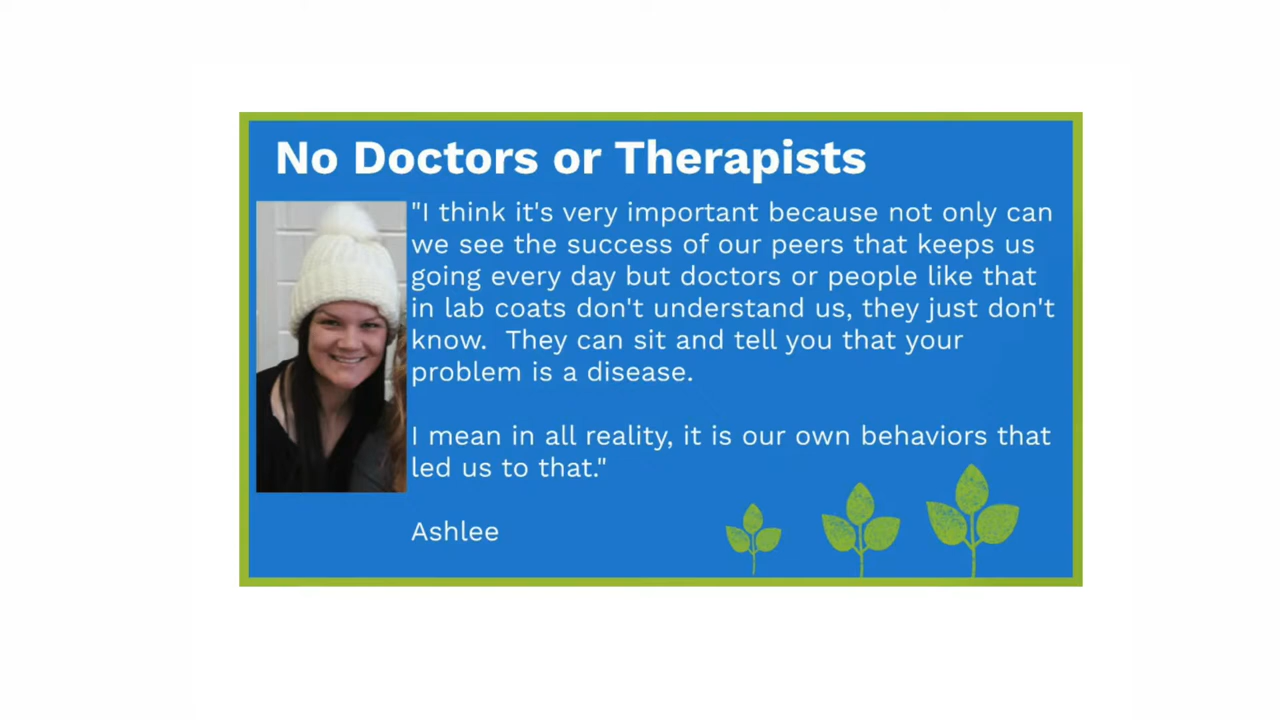 No Doctors or Therapists
"I think it's very important because not only can
we see the success of our peers that keeps us
going every day but doctors or people like that
in lab coats don't understand us, they just don't
know.  They can sit and tell you that your
problem is a disease.
I mean in all reality, it is our own behaviors that
led us to that."
Ashlee